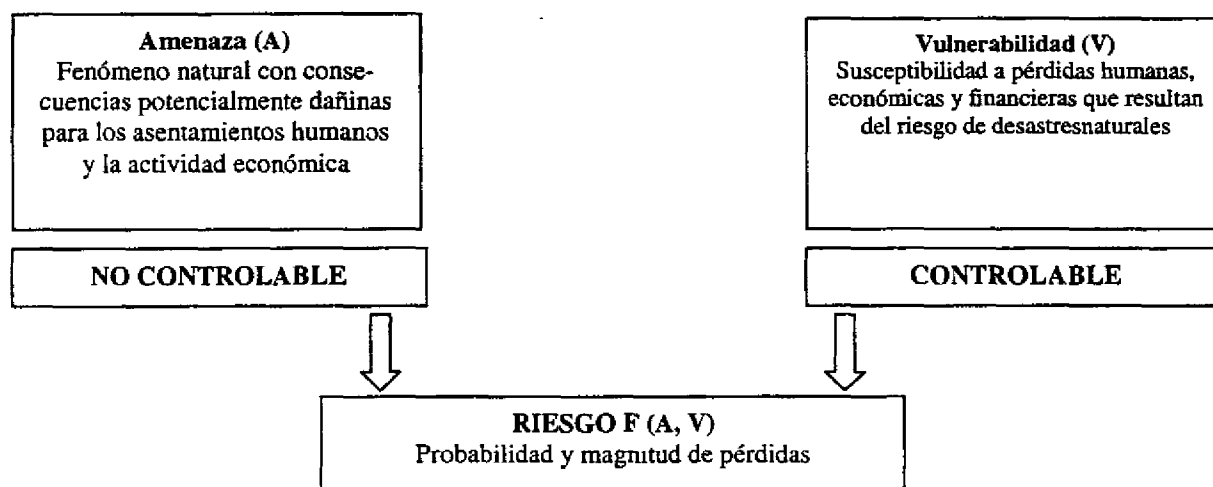 Amenaza (A)
Fenómeno natural con conse-
cuencias potencialmente dañinas
para los asentamientos humanos
y la actividad económica
NO CONTROLABLE
Vulnerabilidad (V)
Susceptibilidad a pérdidas humanas,
económicas y financieras que resultan
del riesgo de desastresnaturales
CONTROLABLE
RIESGO F (A, V)
Probabilidad y magnitud de pérdidas